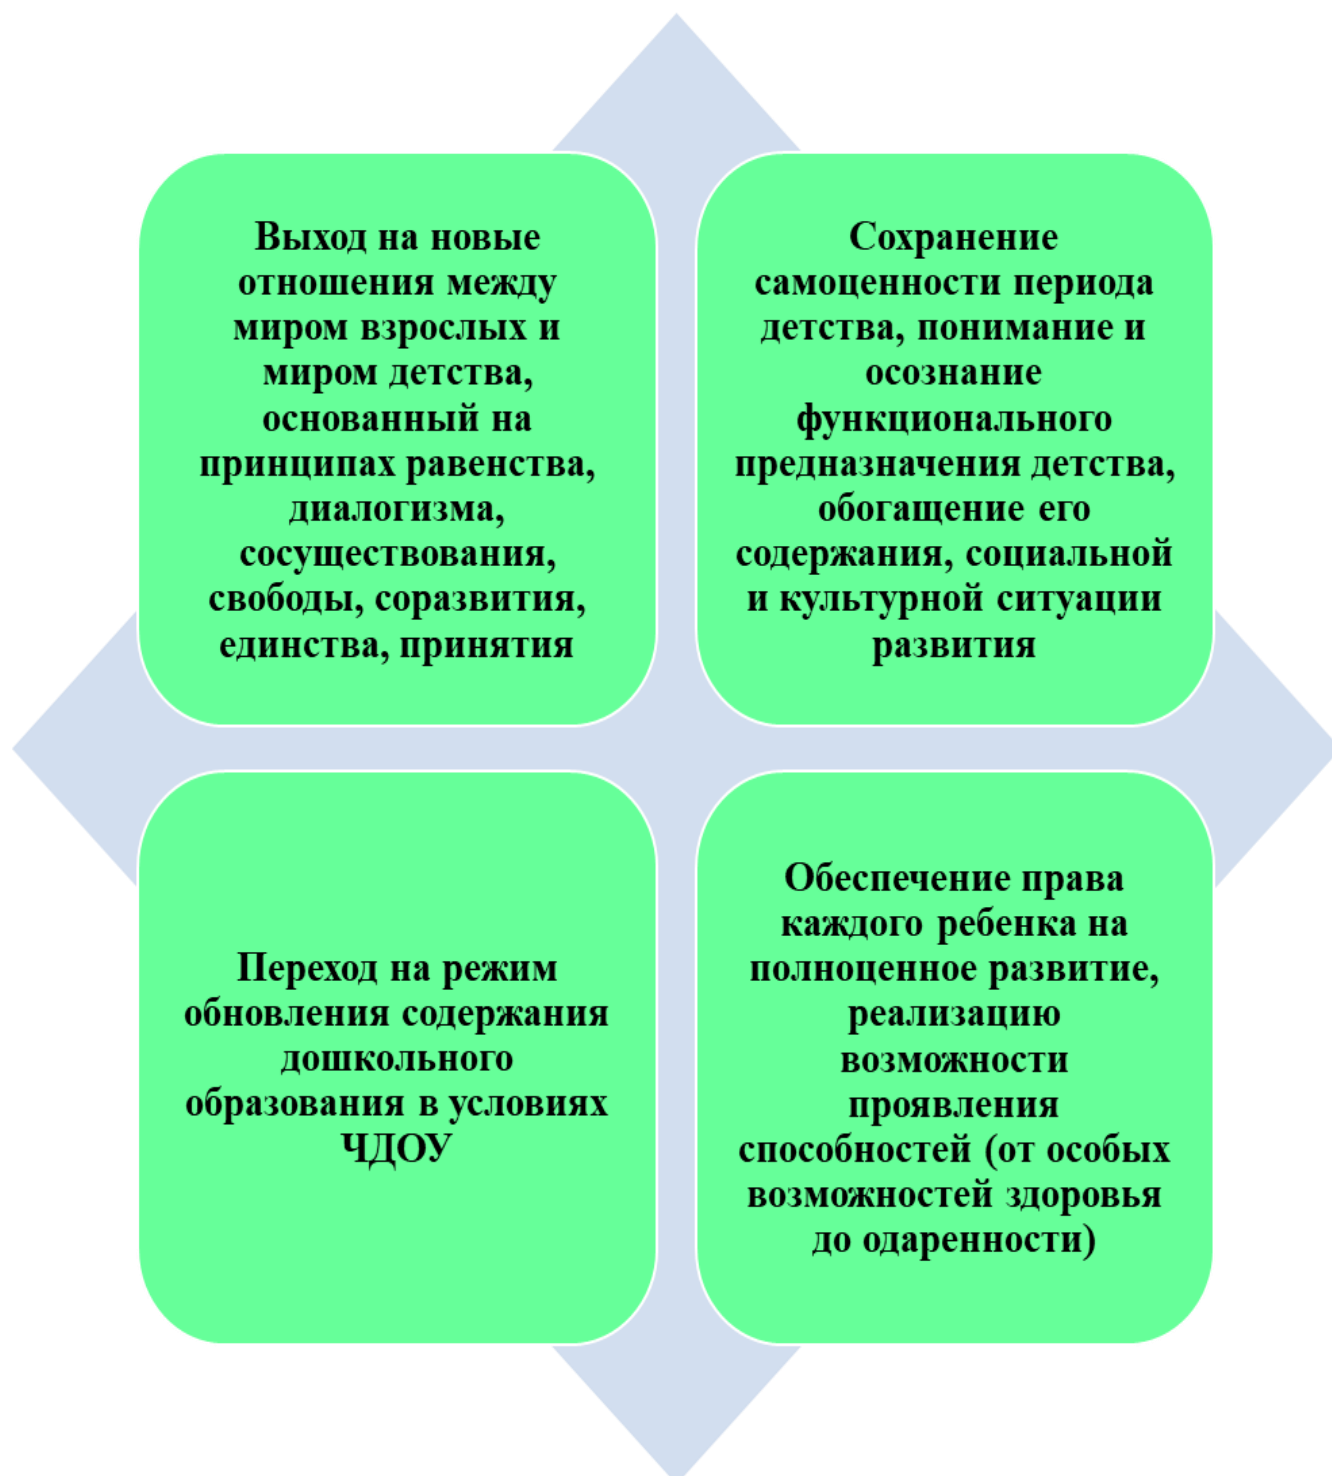 Выход на новые
отношения между
миром взрослых и
миром детства,
основанный на
принципах равенства,
диалогизма,
сосуществования,
свободы, соразвития,
единства, принятия
Сохранение
самоценности периода
детства, понимание и
осознание
функционального
предназначения детства,
обогащение его
содержания, социальной
и культурной ситуации
развития
Переход на режим
обновления содержания
дошкольного
образования в условиях
ЧДОУ
Обеспечение права
каждого ребенка на
полноценное развитие,
реализацию
возможности
проявления
способностей (от особых
возможностей здоровья
до одаренности)